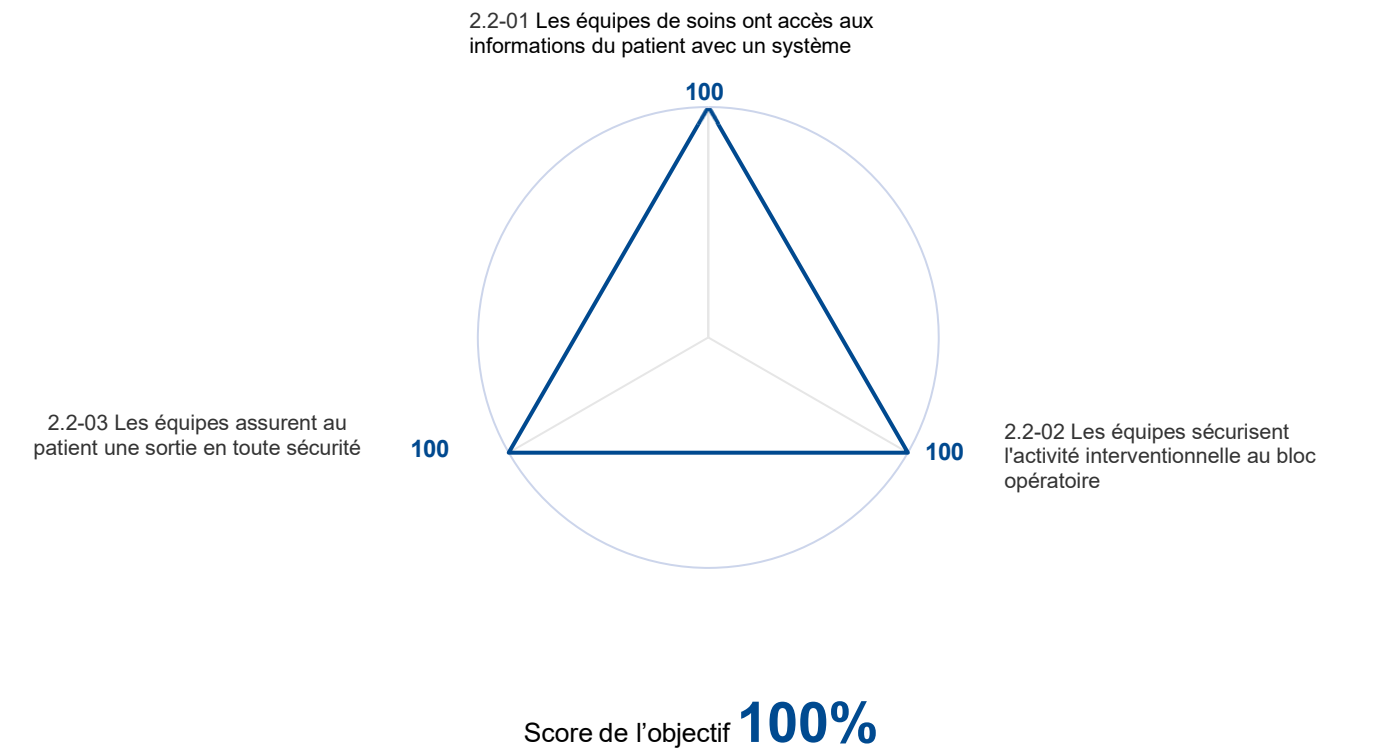 2.2-01 Les équipes de soins ont accès aux
informations du patient avec un système
100
2.2-03 Les équipes assurent au
patient une sortie en toute sécurité
100
100
2.2-02 Les équipes sécurisent
l'activité interventionnelle au bloc
opératoire
Score de l’objectif 100%